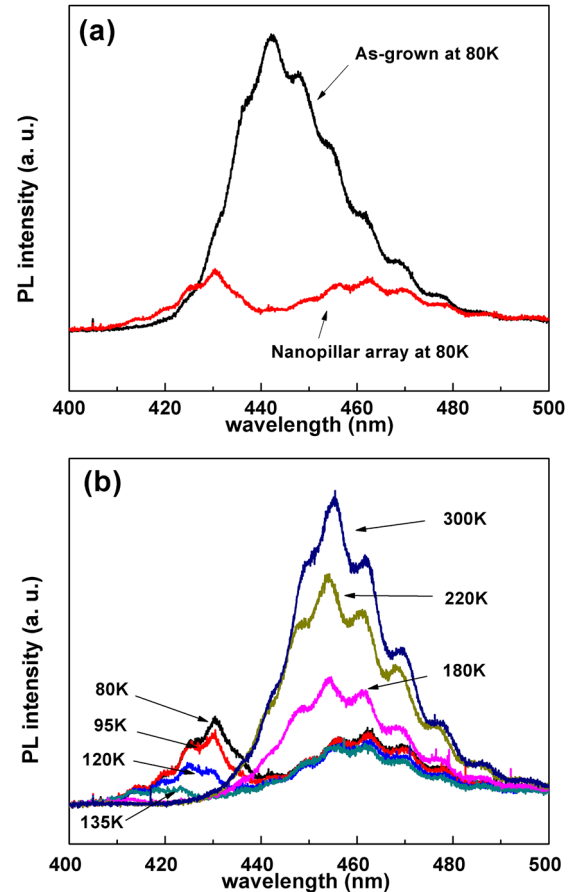 (a)
As-grown at 80K
Nanopillar array at 80K
PL intensity (a. u.)
400 420 440 460 480 500
wavelength (nm)
(b)
300K
220K
180K
80K
95K
120K
135K
PL intensity (a. u.)
400 420 440 460 480 500
wavelength (nm)